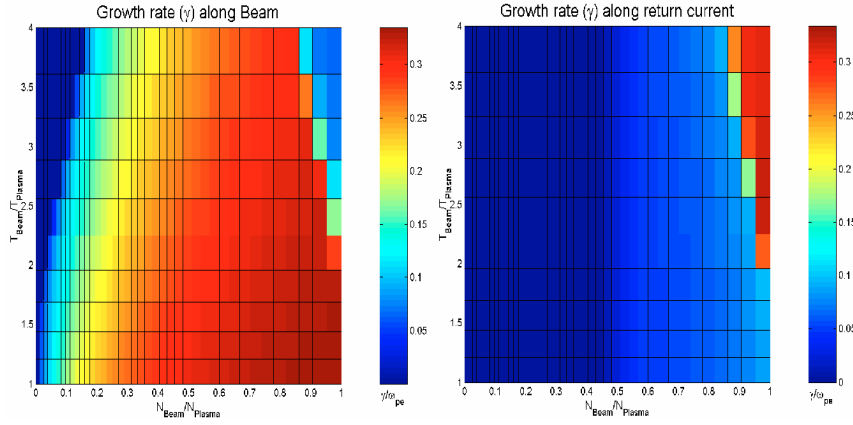 Growth rate (γ) along Beam
4
3.5
3
2.5
2
1.5
1
T_Beam/T_Plasma
0 0.1 0.2 0.3 0.4 0.5 0.6 0.7 0.8 0.9 1
N_Beam/N_Plasma
0.3
0.25
0.2
0.15
0.1
0.05
γ/ω_pe
Growth rate (γ) along return current
4
3.5
3
2.5
2
1.5
1
T_Beam/T_Plasma
0 0.1 0.2 0.3 0.4 0.5 0.6 0.7 0.8 0.9 1
N_Beam/N_Plasma
0.3
0.25
0.2
0.15
0.1
0.05
0
γ/ω_pe